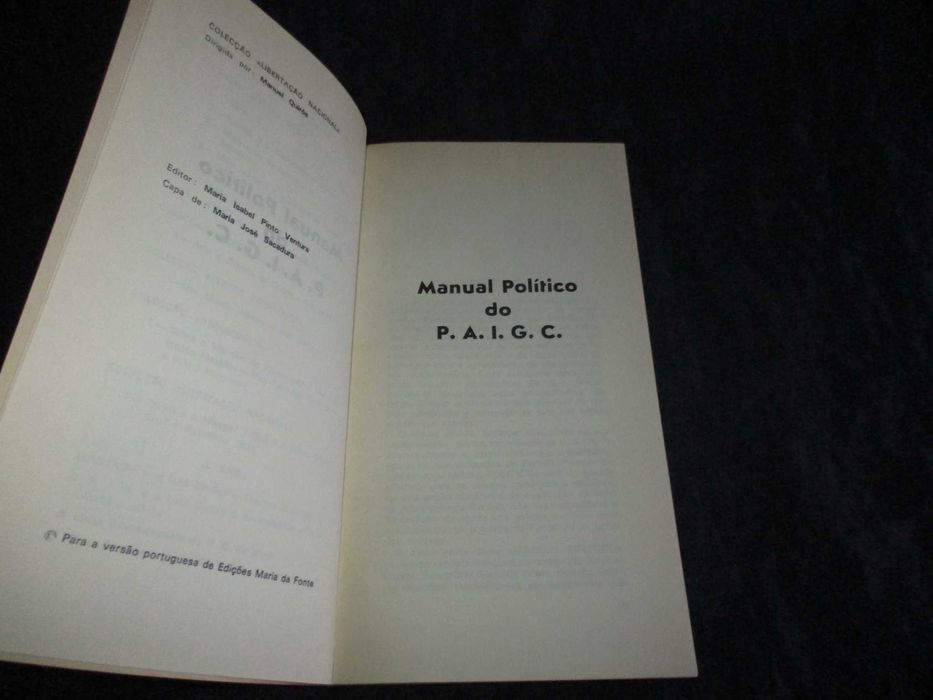 COLECÇÃO «LIBERTAÇÃO NACIONAL»
Dirigida por: Manuel Quirós
Editor: Maria Isabel Pinto Ventura
Capa de: Maria José Sacadura
© Para a versão portuguesa de Edições Maria da Fonte
Manual Político
do
P. A. I. G. C.